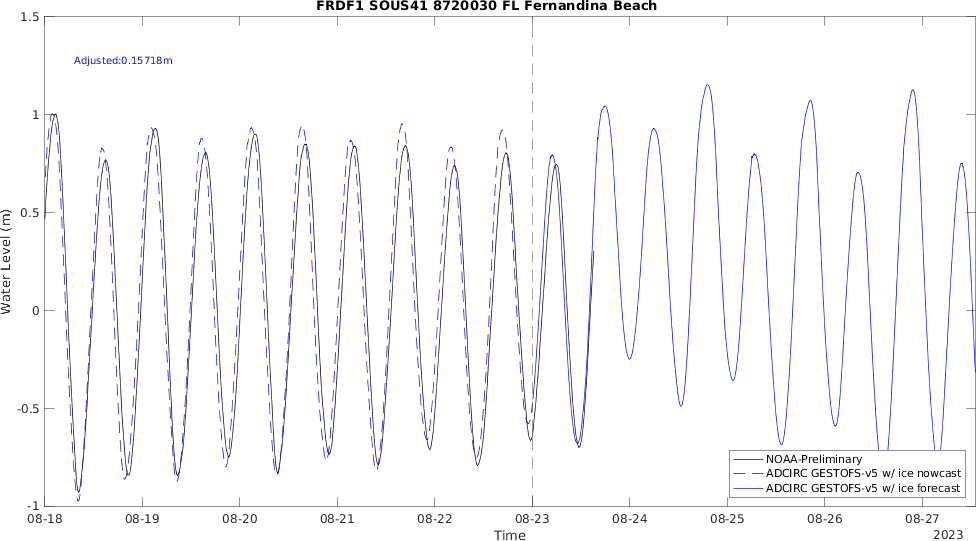 FRDF1 SOUS41 8720030 FL Fernandina Beach
1.5
Adjusted:0.15718m
1
0.5
0
-0.5
-1
Water Level (m)
NOAA-Preliminary
ADCIRC GESTOFS-v5 w/ ice nowcast
ADCIRC GESTOFS-v5 w/ ice forecast
08-18 08-19 08-20 08-21 08-22 08-23 08-24 08-25 08-26 08-27
Time
2023